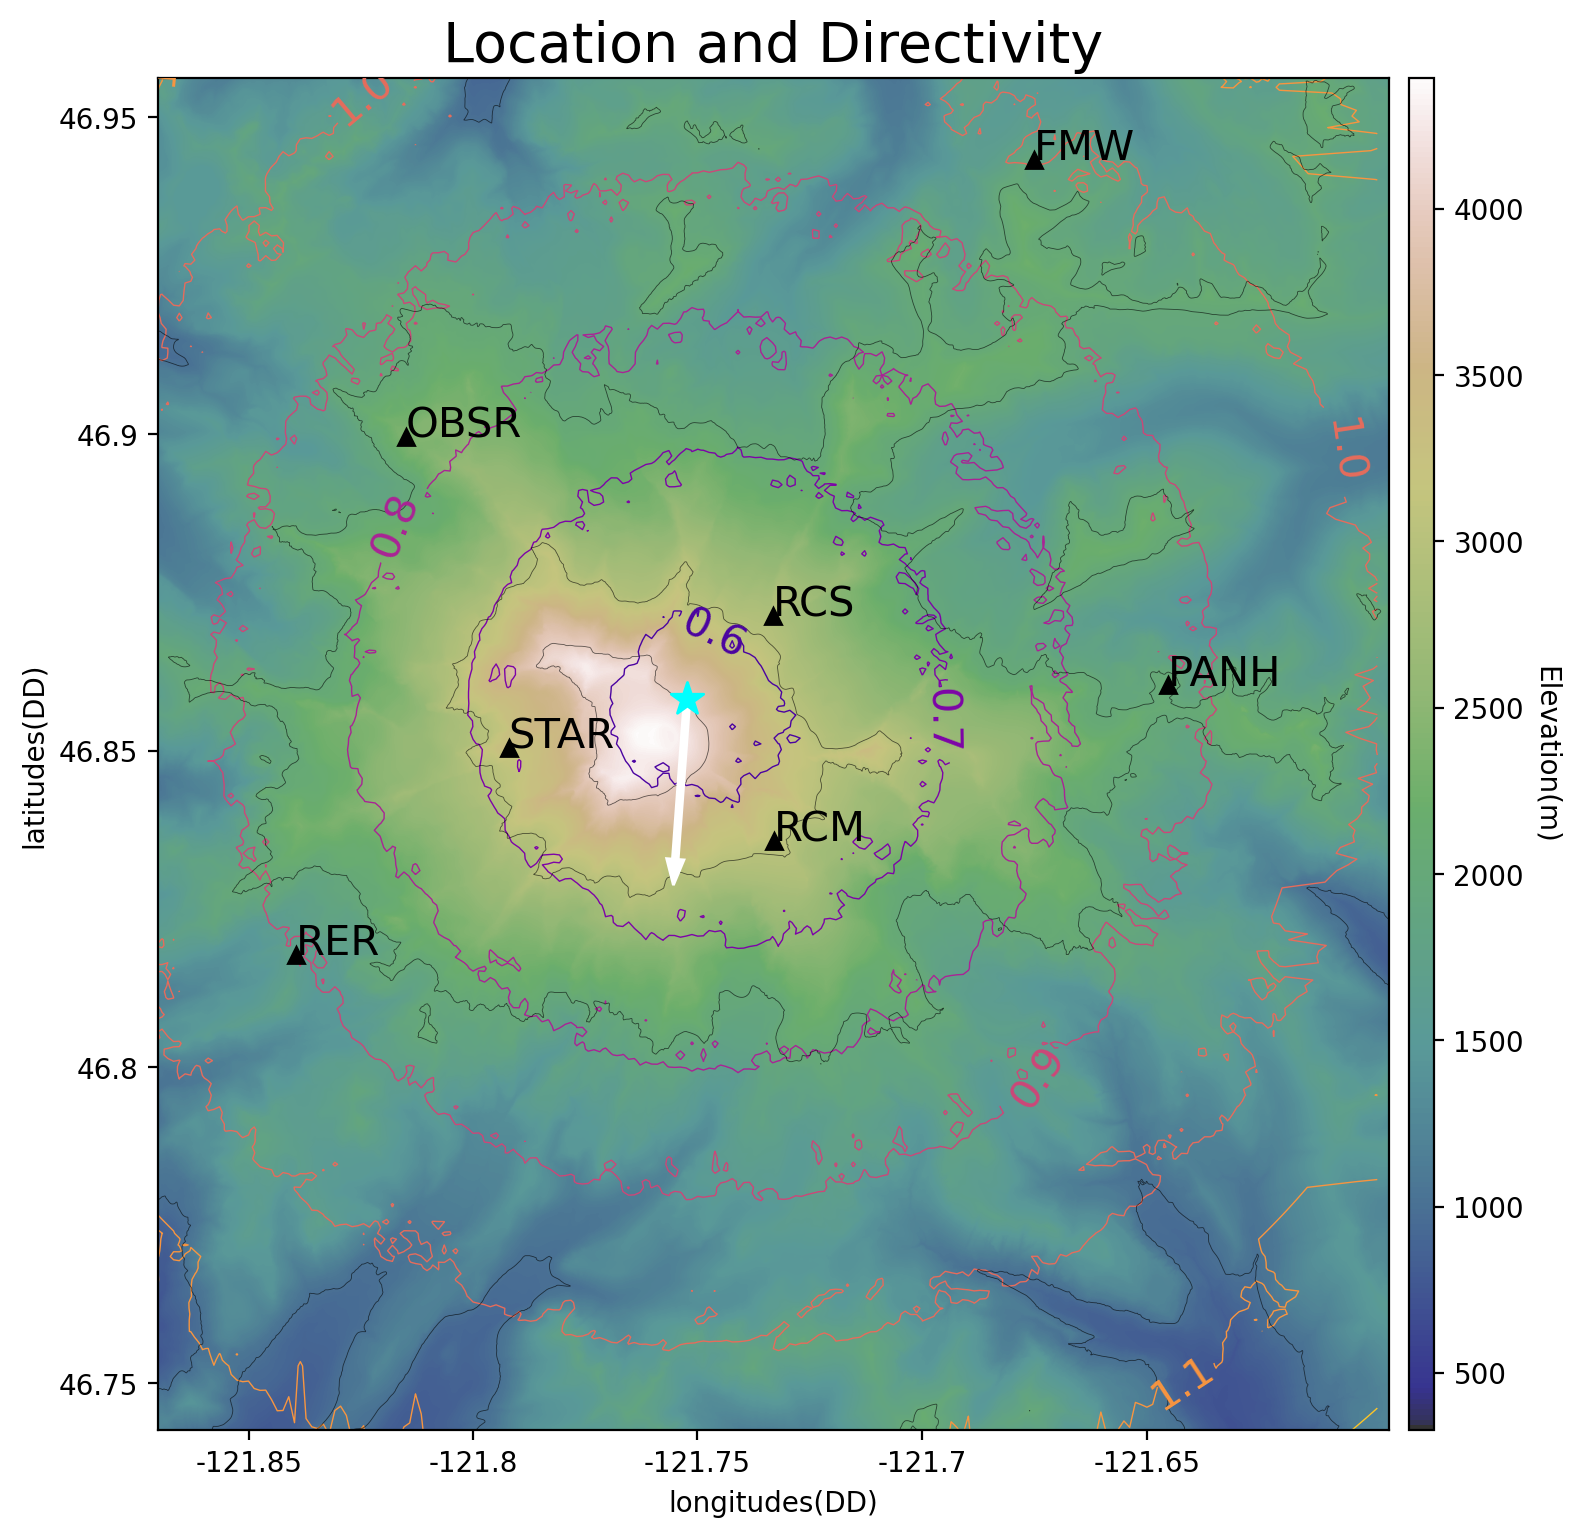 Location and Directivity
1.0
46.95
FMW
4000
3500
OBSR
46.9
1.0
3000
0.8
RCS
0.6
2500
PANH
0.7
STAR
46.85
latitudes(DD)
Elevation(m)
RCM
2000
RER
1500
46.8
0.9
1000
46.75
1.1
500
-121.85
-121.8
-121.75
-121.7
-121.65
longitudes(DD)